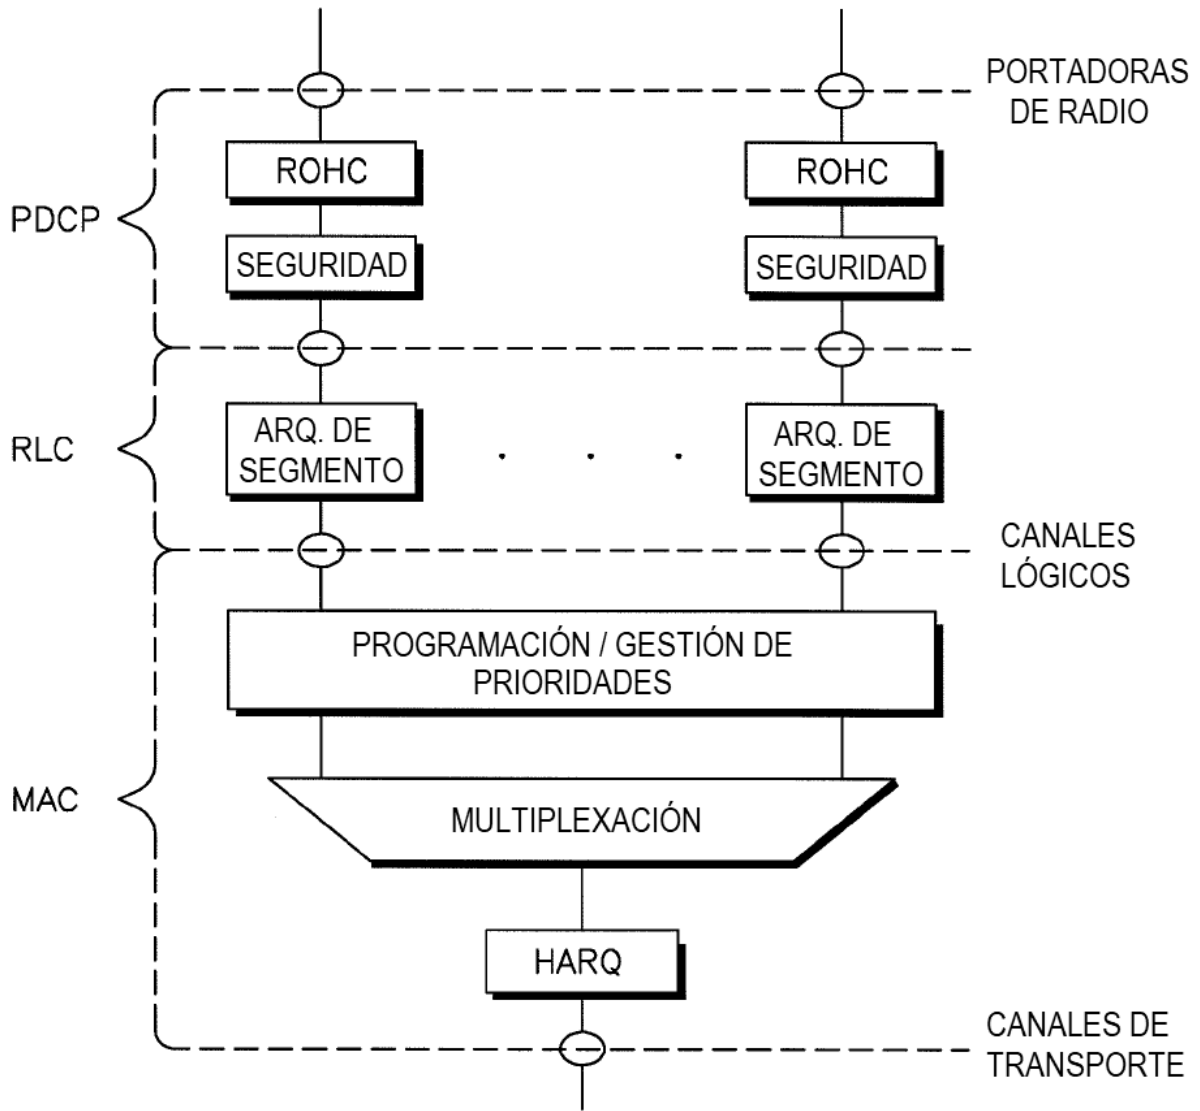 PORTADORAS
DE RADIO
ROHC
ROHC
PDCP
SEGURIDAD
SEGURIDAD
RLC
ARQ. DE
SEGMENTO
. . .
ARQ. DE
SEGMENTO
CANALES
LÓGICOS
PROGRAMACIÓN / GESTIÓN DE
PRIORIDADES
MAC
MULTIPLEXACIÓN
HARQ
CANALES DE
TRANSPORTE